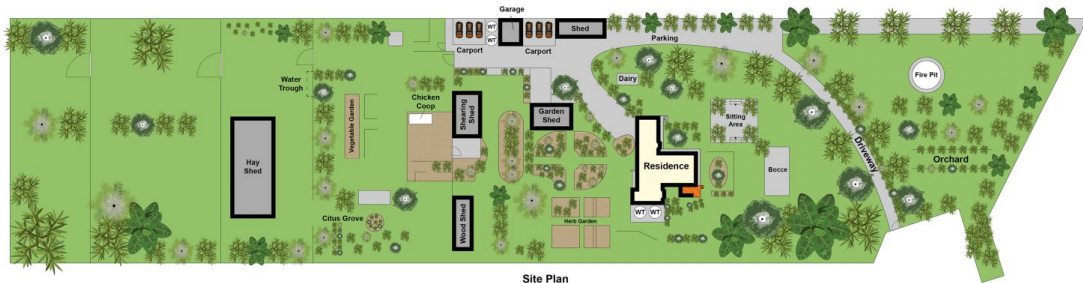 Garage
WT
WT
Carport
Carport
Shed
Parking
Water
Trough
Chicken
Coop
Dairy
Fire Pit
Vegetable Garden
Shearing
Shed
Garden
Shed
Sitting
Area
Hay
Shed
Residence
Bocce
Driveway
Orchard
Citus Grove
Wood Shed
Herb Garden
WT
WT
Site Plan